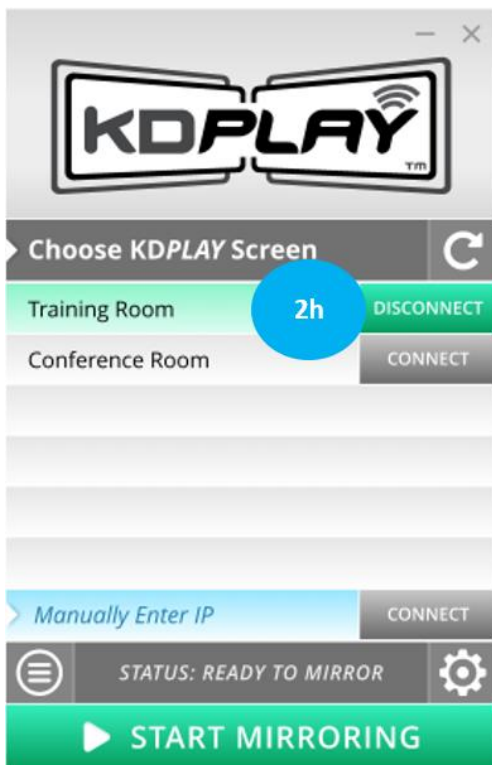 KDPLAY
TM
Choose KDPLAY Screen
Training Room 2h DISCONNECT
Conference Room CONNECT
Manually Enter IP CONNECT
STATUS: READY TO MIRROR
START MIRRORING